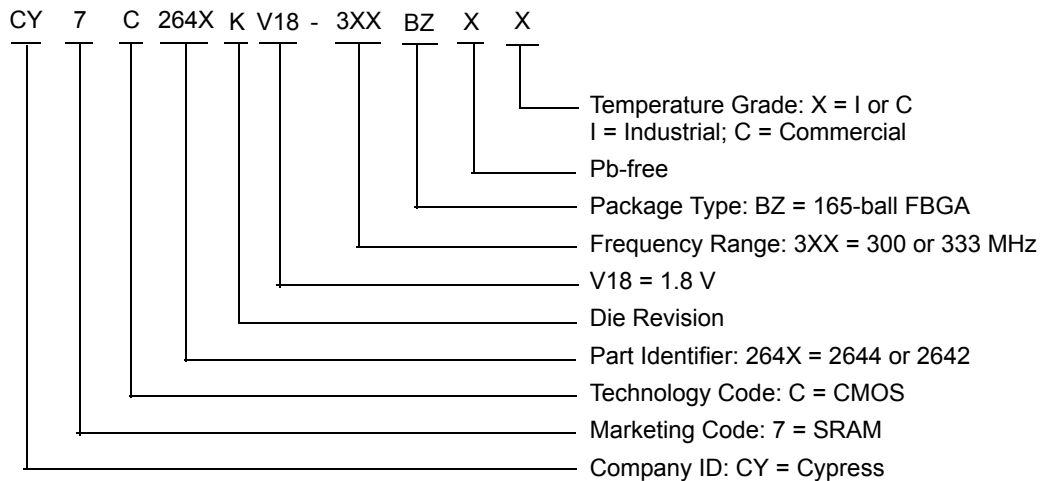 CY 7 C 264X K V18 - 3XX BZ X X
Temperature Grade: X = I or C
I = Industrial; C = Commercial
Pb-free
Package Type: BZ = 165-ball FBGA
Frequency Range: 3XX = 300 or 333 MHz
V18 = 1.8 V
Die Revision
Part Identifier: 264X = 2644 or 2642
Technology Code: C = CMOS
Marketing Code: 7 = SRAM
Company ID: CY = Cypress